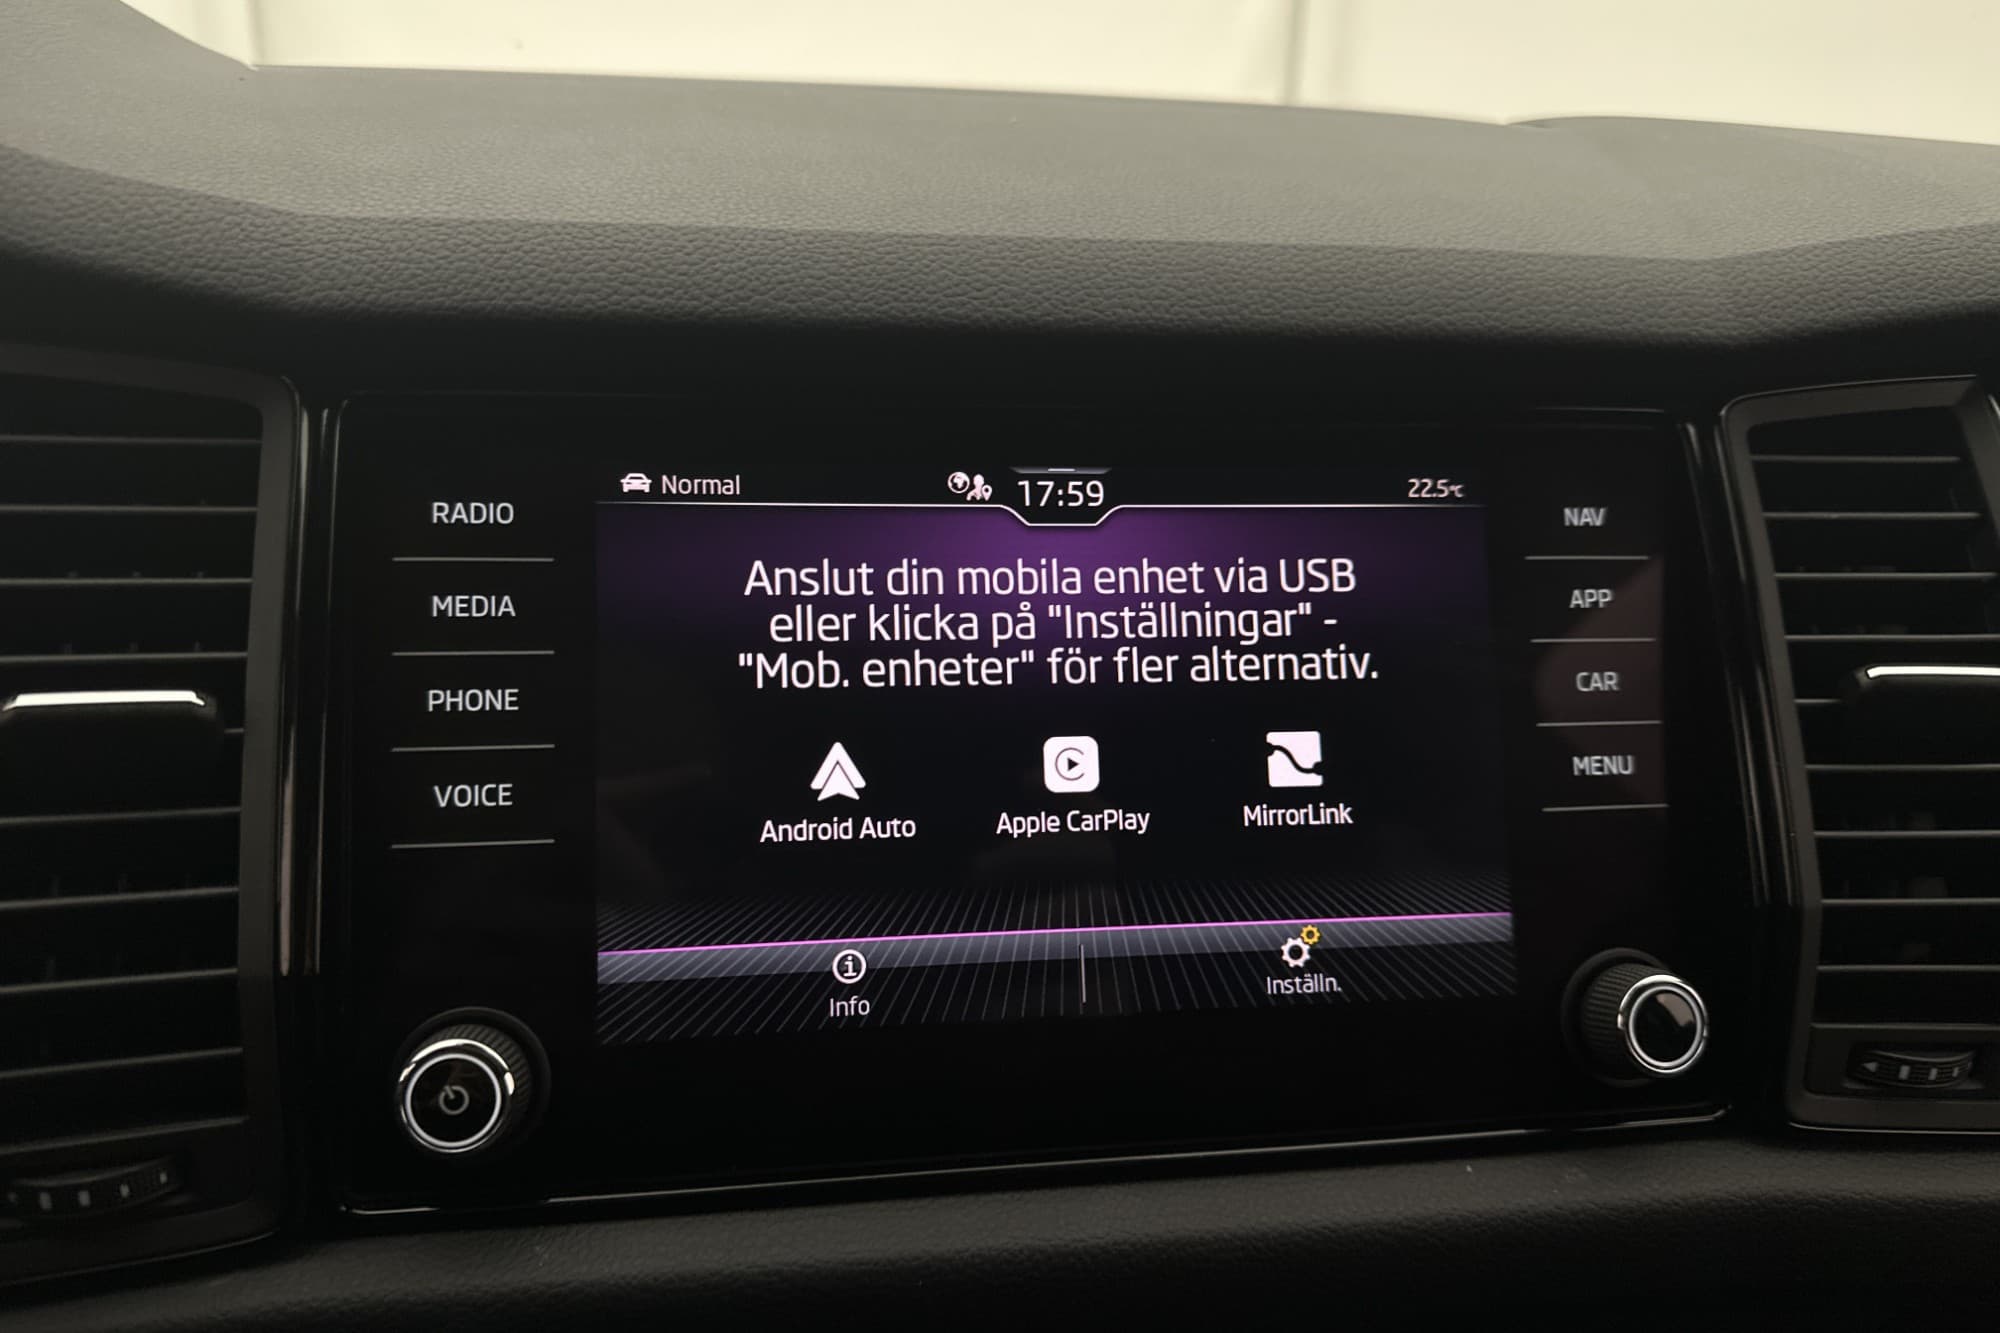 Normal
17:59
22.5°C
RADIO
MEDIA
PHONE
VOICE
Anslut din mobila enhet via USB
eller klicka på "Inställningar" -
"Mob. enheter" för fler alternativ.
Android Auto
Apple CarPlay
MirrorLink
Info
Inställn.
NAV
APP
CAR
MENU